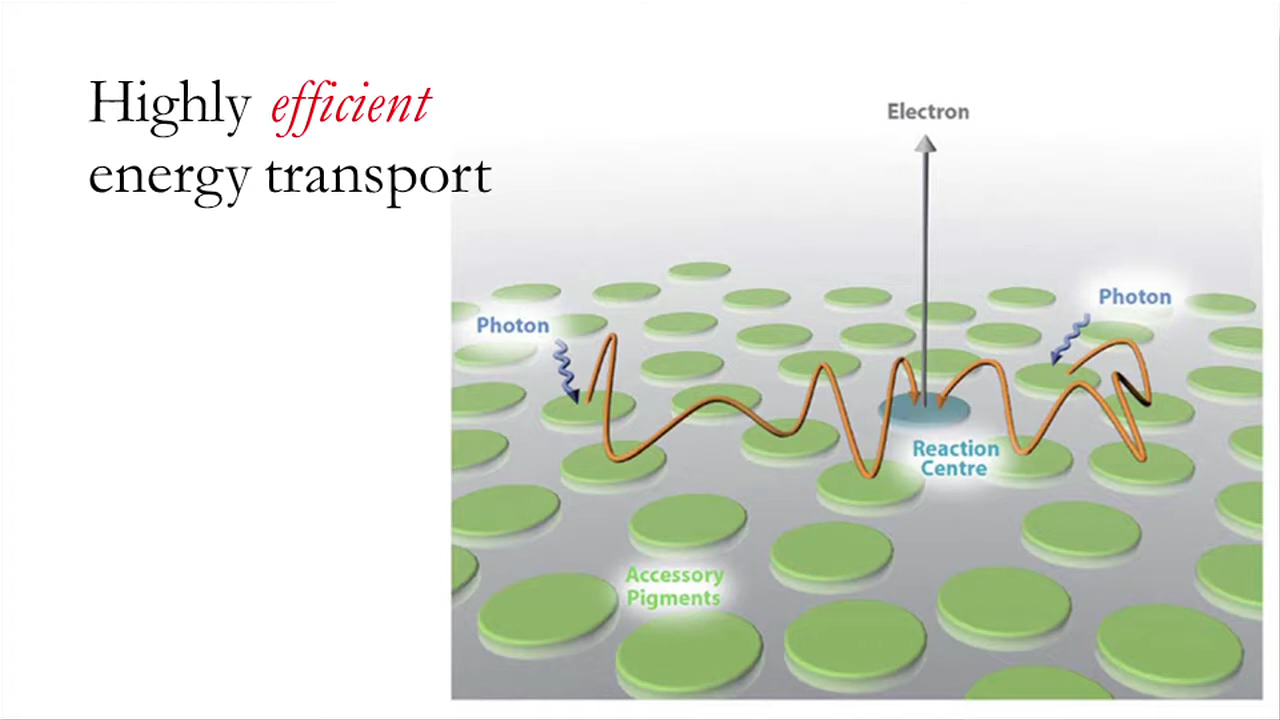 Highly efficient
energy transport
Electron
Photon
Photon
Reaction
Centre
Accessory
Pigments